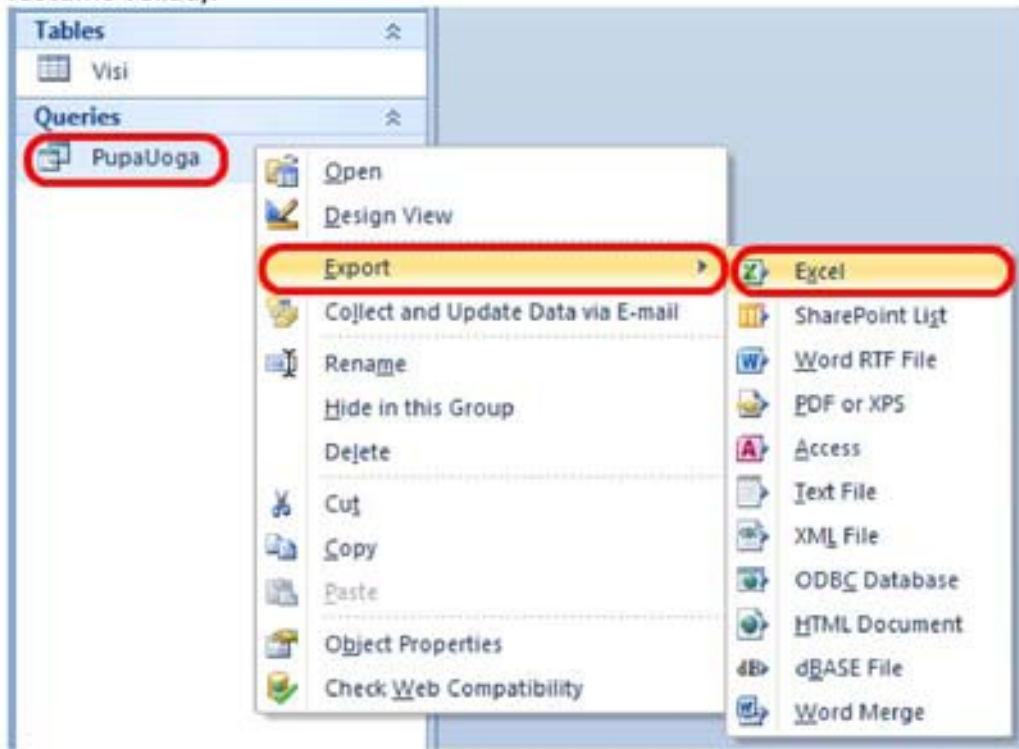 Tables
Visi
Queries
PupaUoga
Open
Design View
Export
Collect and Update Data via E-mail
Rename
Hide in this Group
Delete
Cut
Copy
Paste
Object Properties
Check Web Compatibility
Excel
SharePoint List
Word RTF File
PDF or XPS
Access
Text File
XML File
ODBC Database
HTML Document
dBASE File
Word Merge